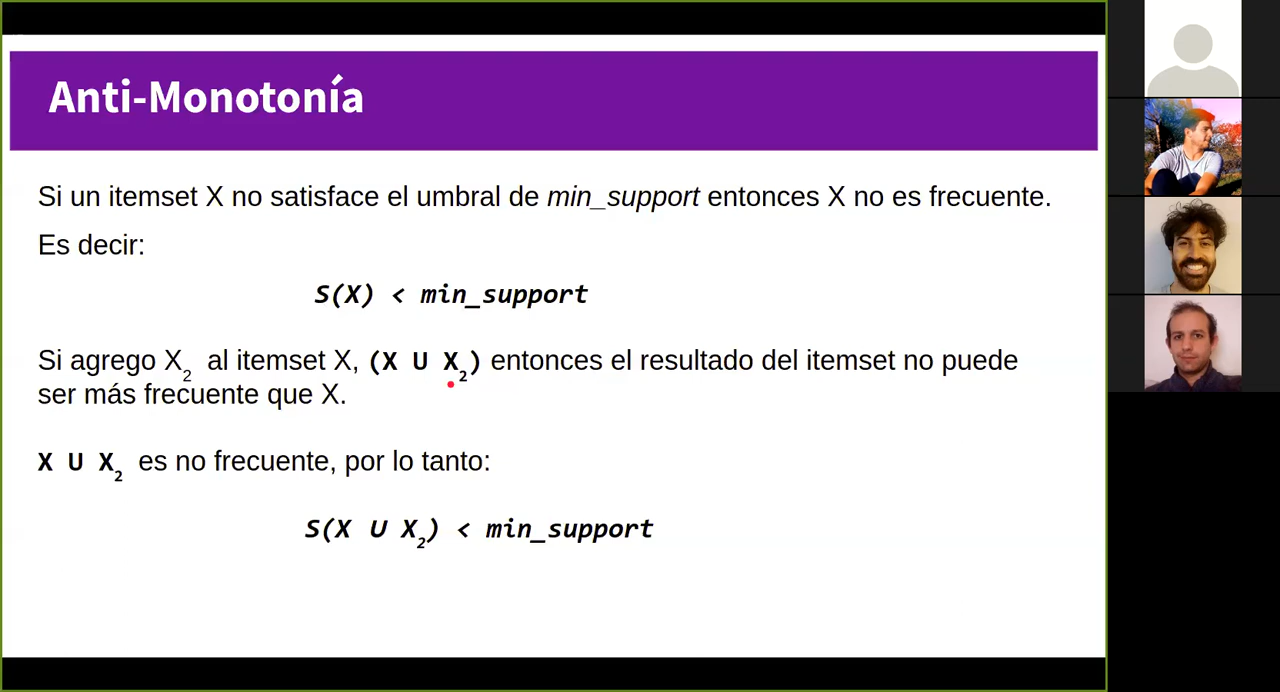 Anti-Monotonía
Si un itemset X no satisface el umbral de min_support entonces X no es frecuente.
Es decir:
S(X) < min_support
Si agrego X2 al itemset X, (X U X2) entonces el resultado del itemset no puede
ser más frecuente que X.
X U X2 es no frecuente, por lo tanto:
S(X U X2) < min_support